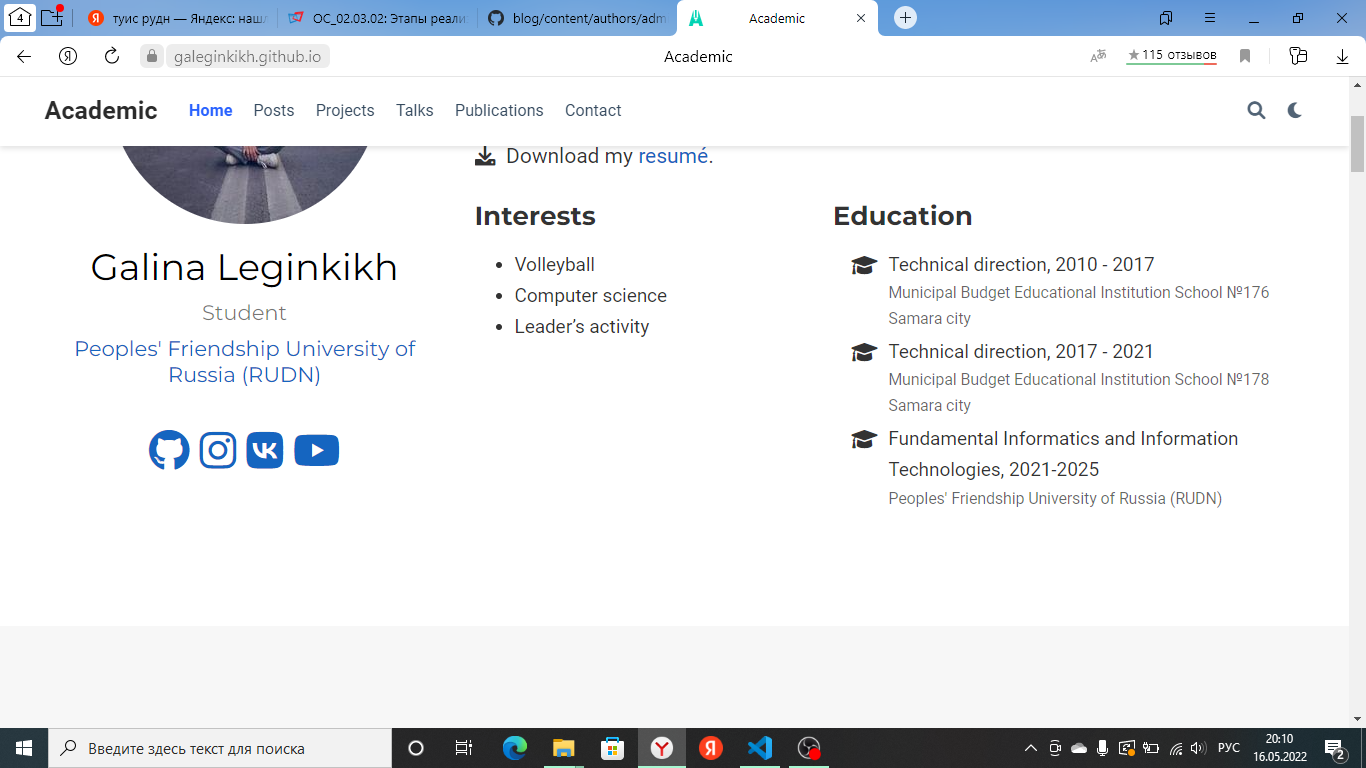 4
туис рудн — Яндекс: наш
ОС_02.03.02: Этапы реали
blog/content/authors/adm
Academic
galeginkikh.github.io
Academic
115 отзывов
Academic
Home
Posts
Projects
Talks
Publications
Contact
Download my resumé.
Interests
Volleyball
Computer science
Leader’s activity
Education
Technical direction, 2010 - 2017
Municipal Budget Educational Institution School №176
Samara city
Technical direction, 2017 - 2021
Municipal Budget Educational Institution School №178
Samara city
Fundamental Informatics and Information
Technologies, 2021-2025
Peoples' Friendship University of Russia (RUDN)
Galina Leginkikh
Student
Peoples' Friendship University of
Russia (RUDN)
Введите здесь текст для поиска
РУС
20:10
16.05.2022
2